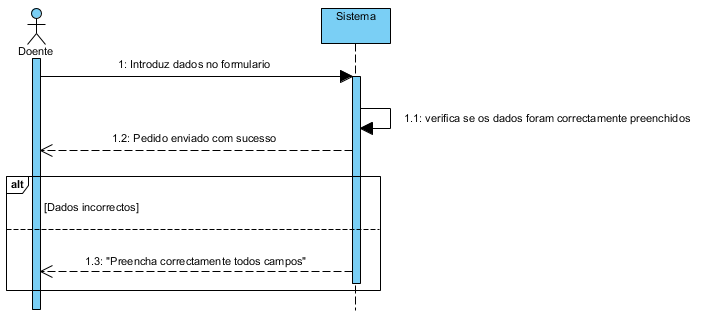 Sistema
Doente
1: Introduz dados no formulario
1.1: verifica se os dados foram correctamente preenchidos
1.2: Pedido enviado com sucesso
alt
[Dados incorrectos]
1.3: "Preencha correctamente todos campos"